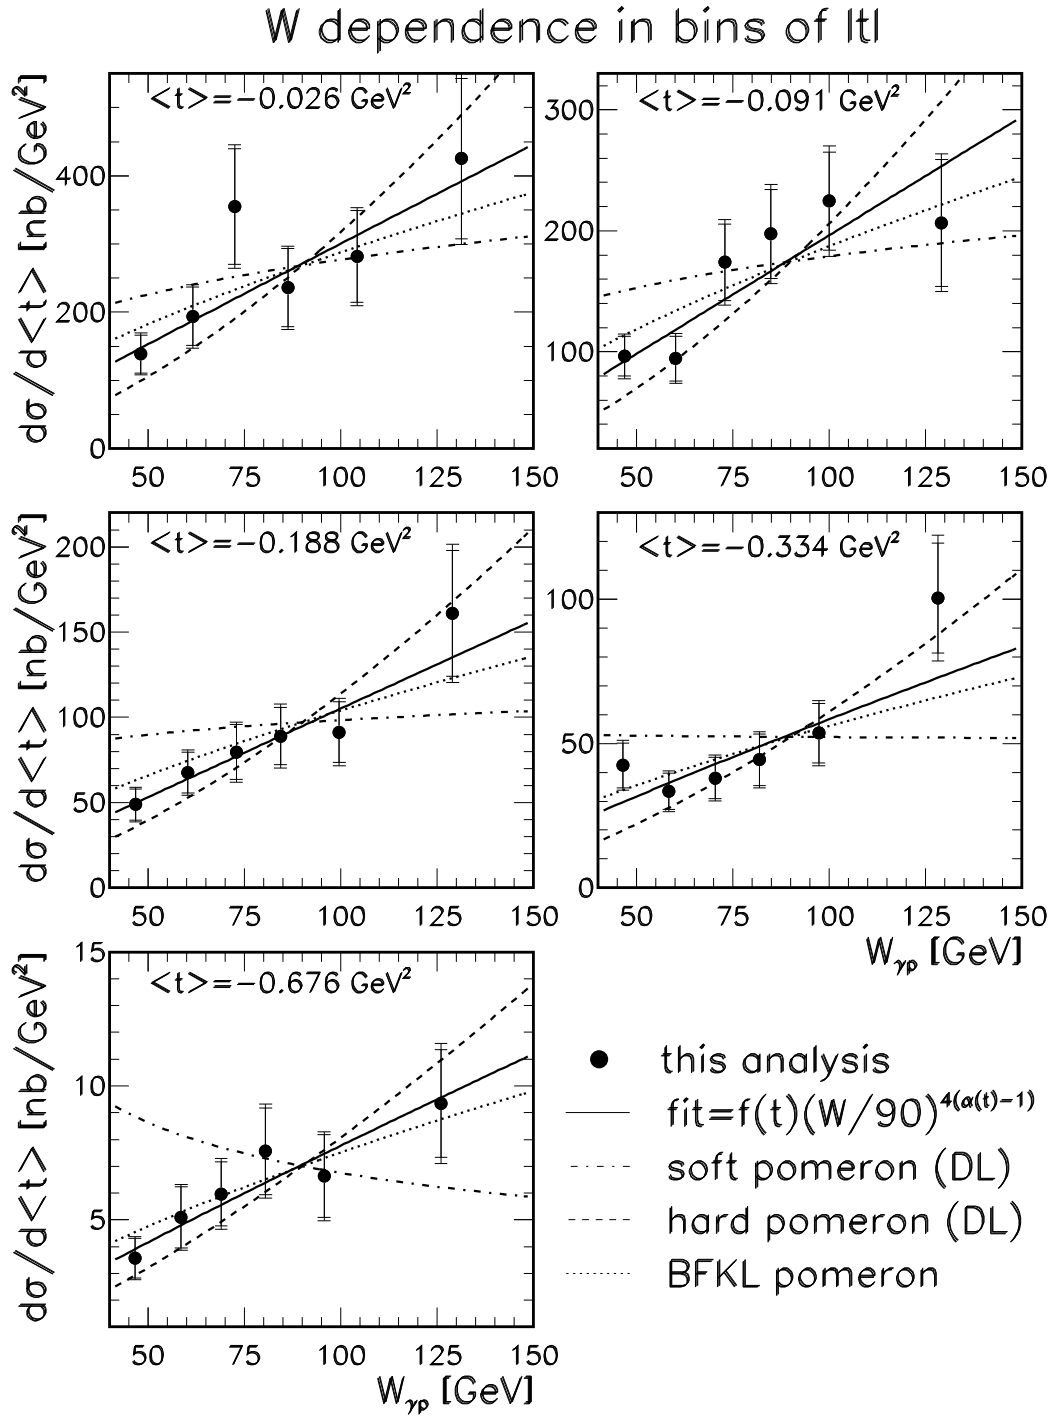 W dependence in bins of |t|
<t>=-0.026 GeV²
dσ/d<t> [nb/GeV²]
400
200
0
50 75 100 125 150
<t>=-0.091 GeV²
300
200
100
50 75 100 125 150
<t>=-0.188 GeV²
dσ/d<t> [nb/GeV²]
200
150
100
50
0
50 75 100 125 150
<t>=-0.334 GeV²
100
50
0
50 75 100 125 150
Wγp [GeV]
<t>=-0.676 GeV²
dσ/d<t> [nb/GeV²]
15
10
5
50 75 100 125 150
Wγp [GeV]
this analysis
fit=f(t)(W/90)^4(α(t)-1)
soft pomeron (DL)
hard pomeron (DL)
BFKL pomeron